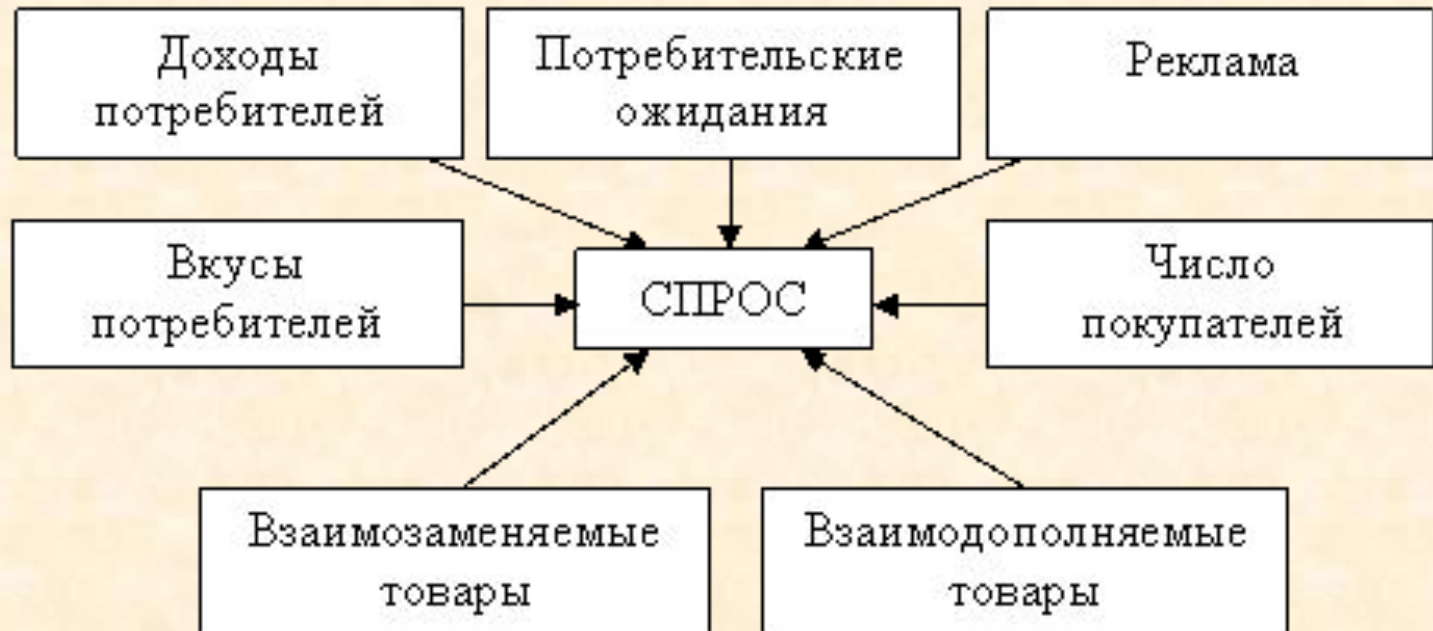 Доходы
потребителей
Потребительские
ожидания
Реклама
Вкусы
потребителей
СПРОС
Число
покупателей
Взаимозаменяемые
товары
Взаимодополняемые
товары